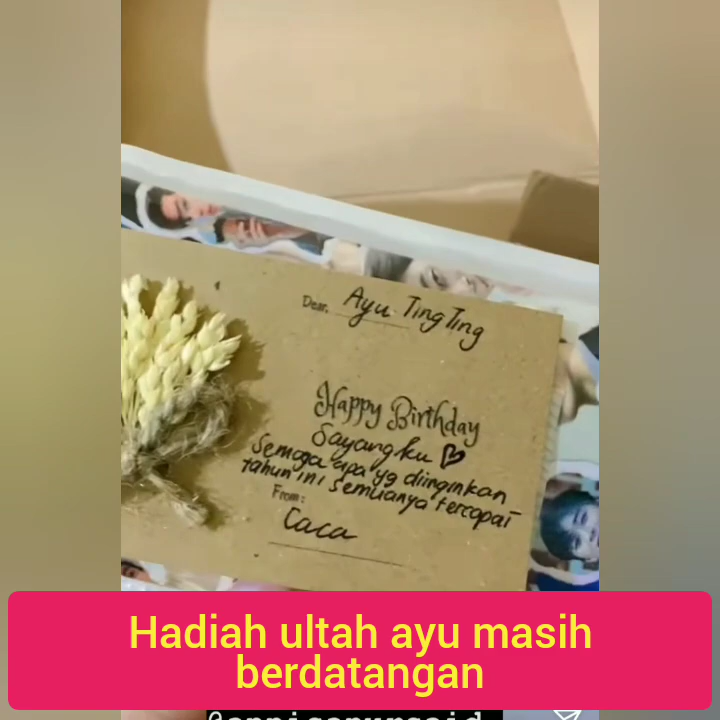 Dear, Ayu Ting Ting
Happy Birthday
Sayangku
Semoga apa yg diinginkan
tahun ini semuanya tercapai
From:
Caca
Hadiah ultah ayu masih
berdatangan